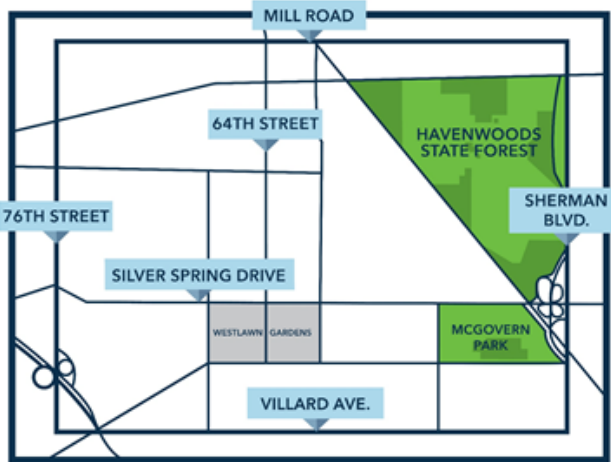 MILL ROAD
64TH STREET
HAVENWOODS
STATE FOREST
SHERMAN
BLVD.
76TH STREET
SILVER SPRING DRIVE
WESTLAWN GARDENS
MCGOVERN
PARK
VILLARD AVE.